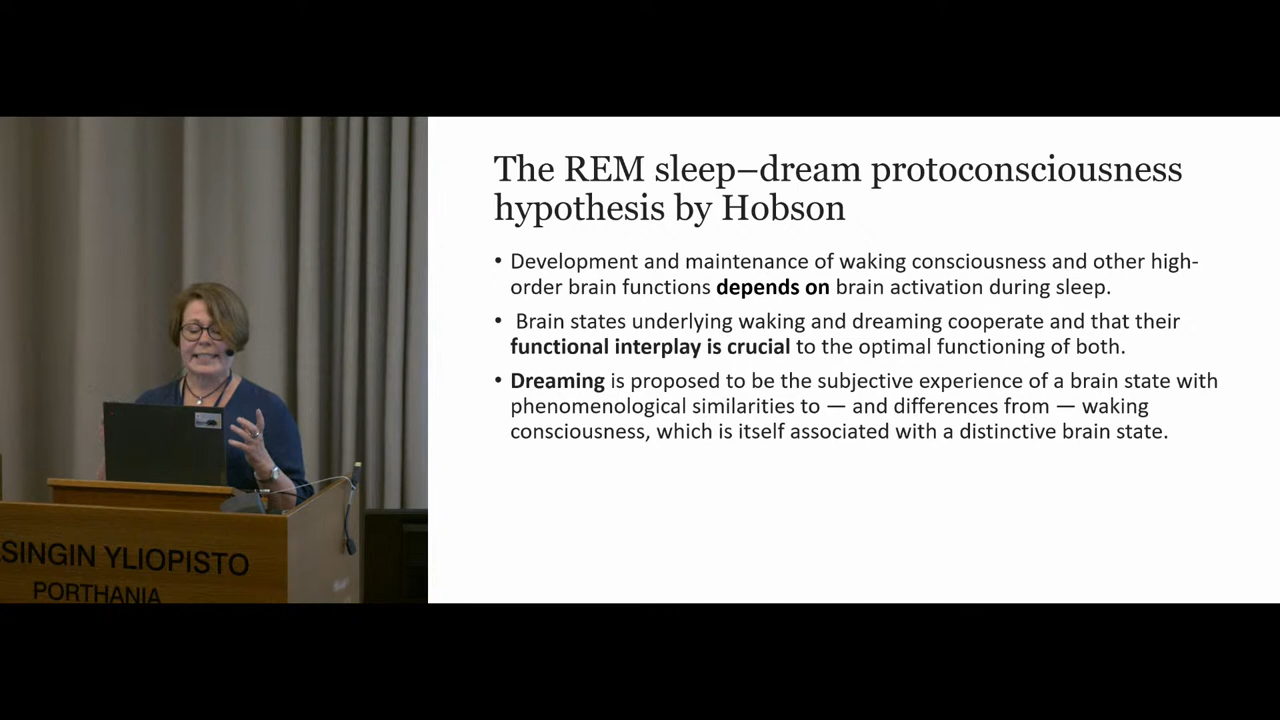 The REM sleep–dream protoconsciousness
hypothesis by Hobson
• Development and maintenance of waking consciousness and other high-
order brain functions depends on brain activation during sleep.
• Brain states underlying waking and dreaming cooperate and that their
functional interplay is crucial to the optimal functioning of both.
• Dreaming is proposed to be the subjective experience of a brain state with
phenomenological similarities to — and differences from — waking
consciousness, which is itself associated with a distinctive brain state.
SINGIN YLIOPISTO
PORTHANIA